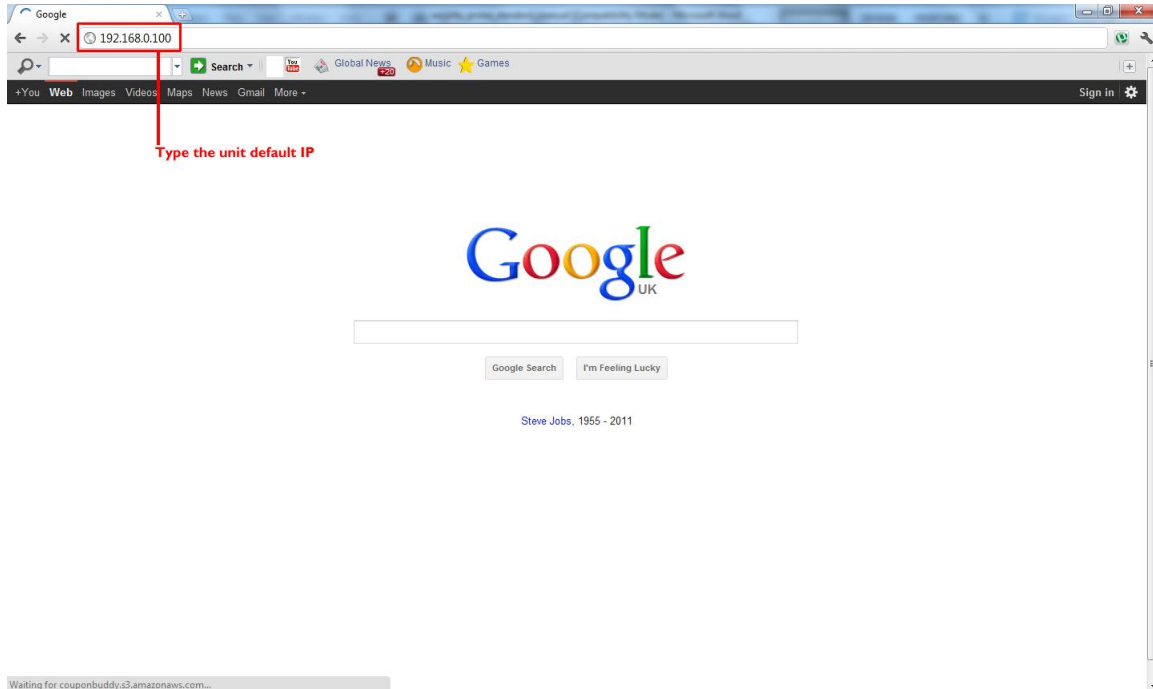 Google
192.168.0.100
Search
You
Tube
Global News
+20
Music
Games
+You Web Images Videos Maps News Gmail More
Sign in
Type the unit default IP
Google
UK
Google Search
I'm Feeling Lucky
Steve Jobs, 1955 - 2011
Waiting for couponbuddy.s3.amazonaws.com...